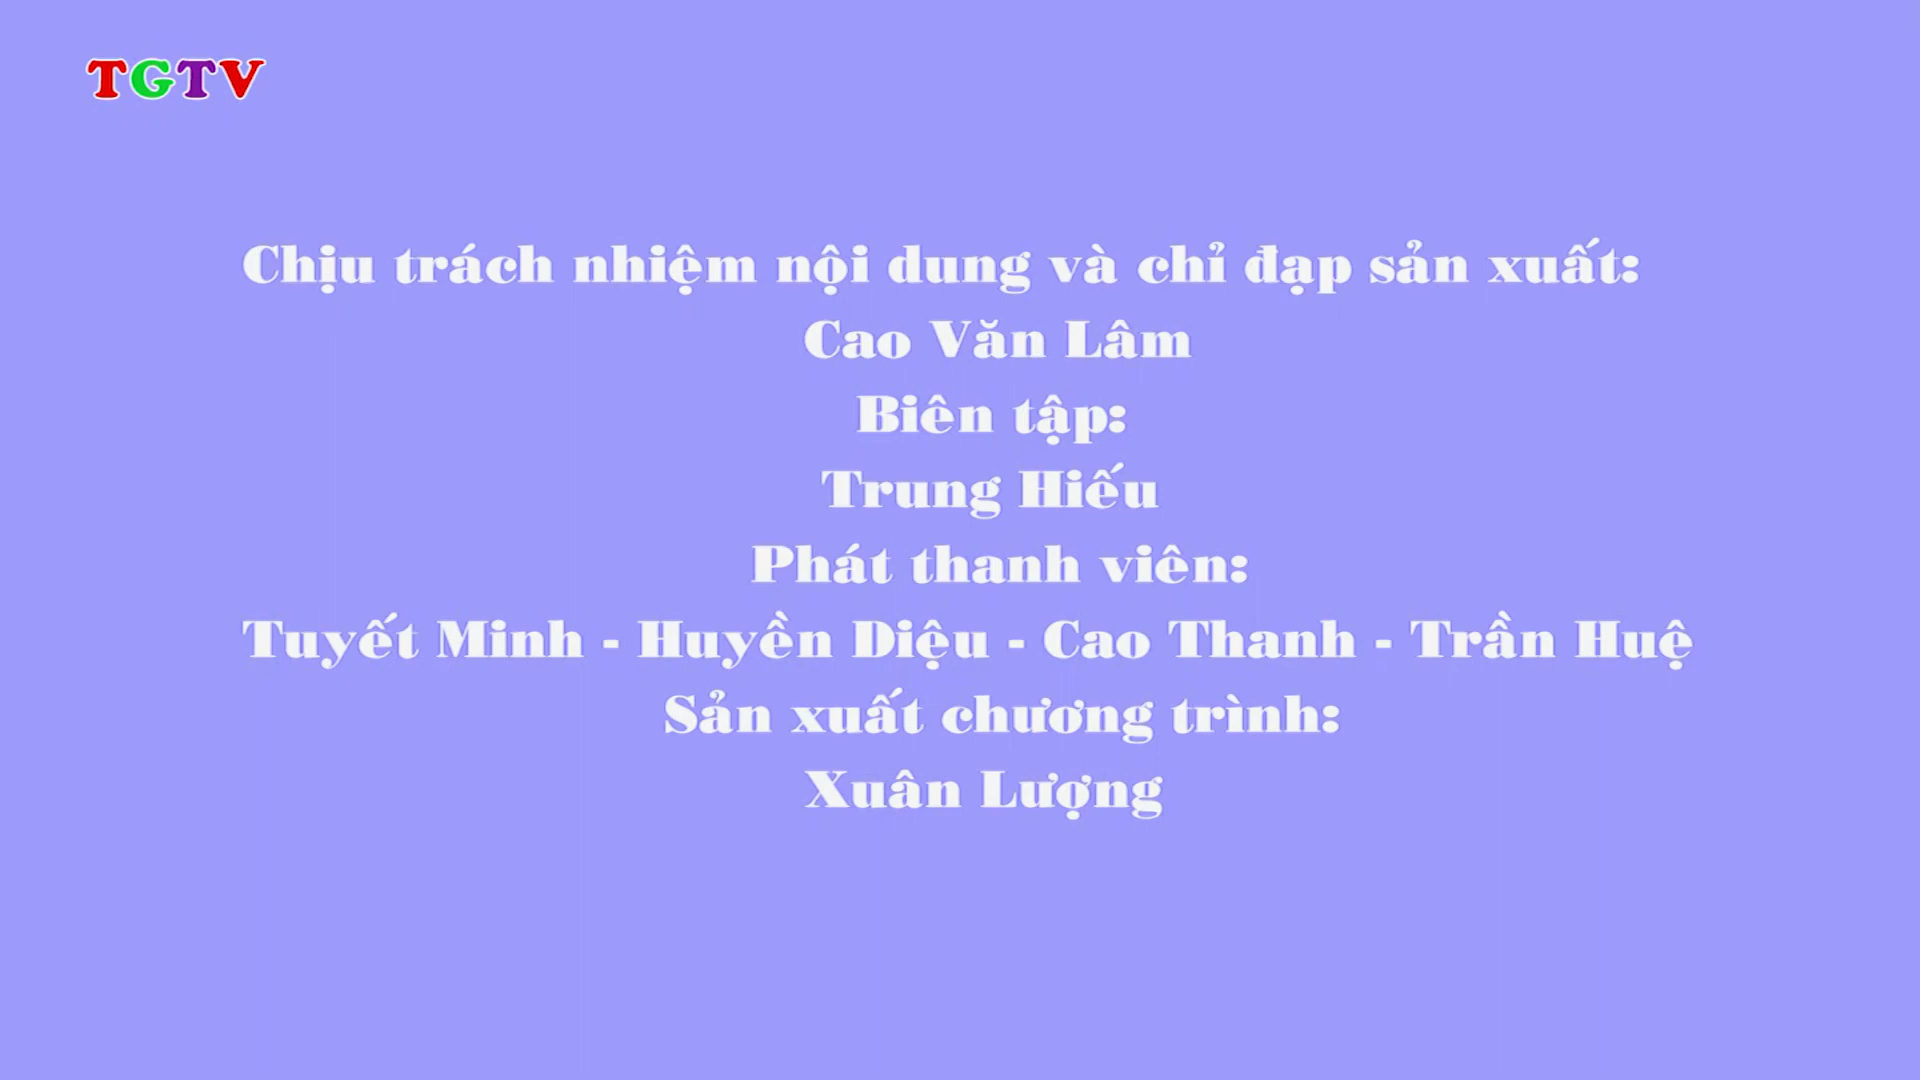 TGTV
Chịu trách nhiệm nội dung và chỉ đạp sản xuất:
Cao Văn Lâm
Biên tập:
Trung Hiếu
Phát thanh viên:
Tuyết Minh - Huyền Diệu - Cao Thanh - Trần Huệ
Sản xuất chương trình:
Xuân Lượng